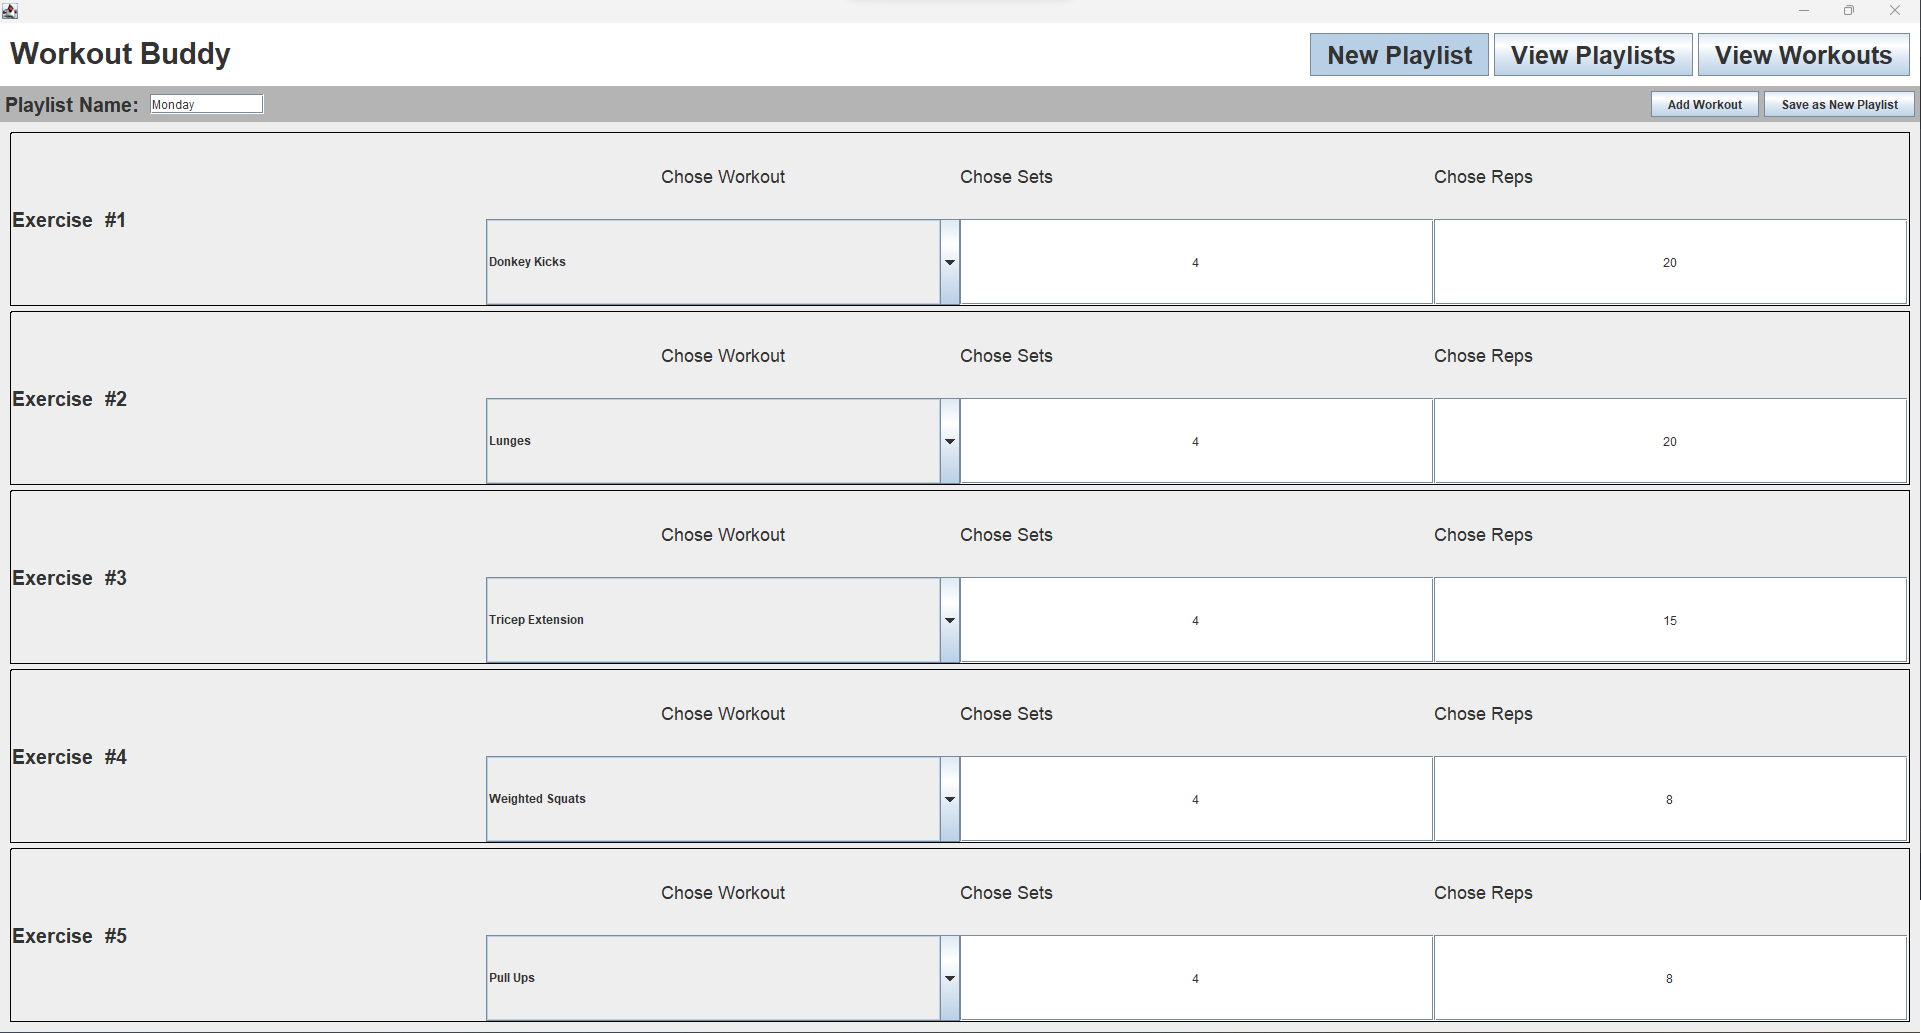 Workout Buddy New Playlist View Playlists View Workouts
Playlist Name: Monday Add Workout Save as New Playlist
Chose Workout Chose Sets Chose Reps
Exercise #1
Donkey Kicks 4 20
Chose Workout Chose Sets Chose Reps
Exercise #2
Lunges 4 20
Chose Workout Chose Sets Chose Reps
Exercise #3
Tricep Extension 4 15
Chose Workout Chose Sets Chose Reps
Exercise #4
Weighted Squats 4 8
Chose Workout Chose Sets Chose Reps
Exercise #5
Pull Ups 4 8